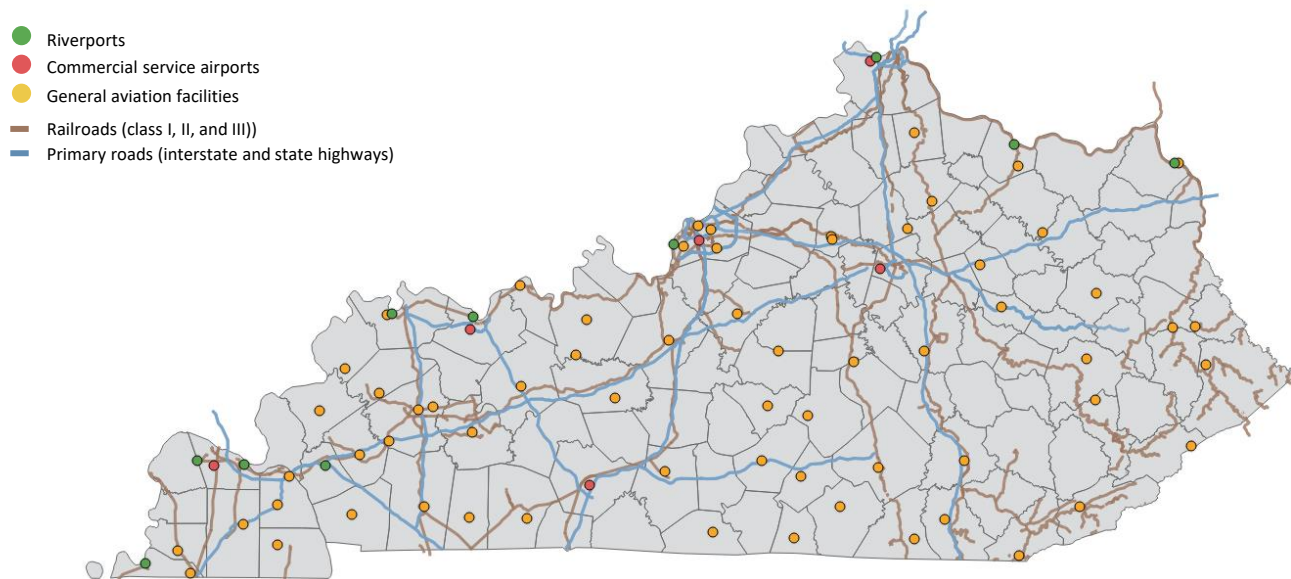 Riverports
Commercial service airports
General aviation facilities
Railroads (class I, II, and III))
Primary roads (interstate and state highways)